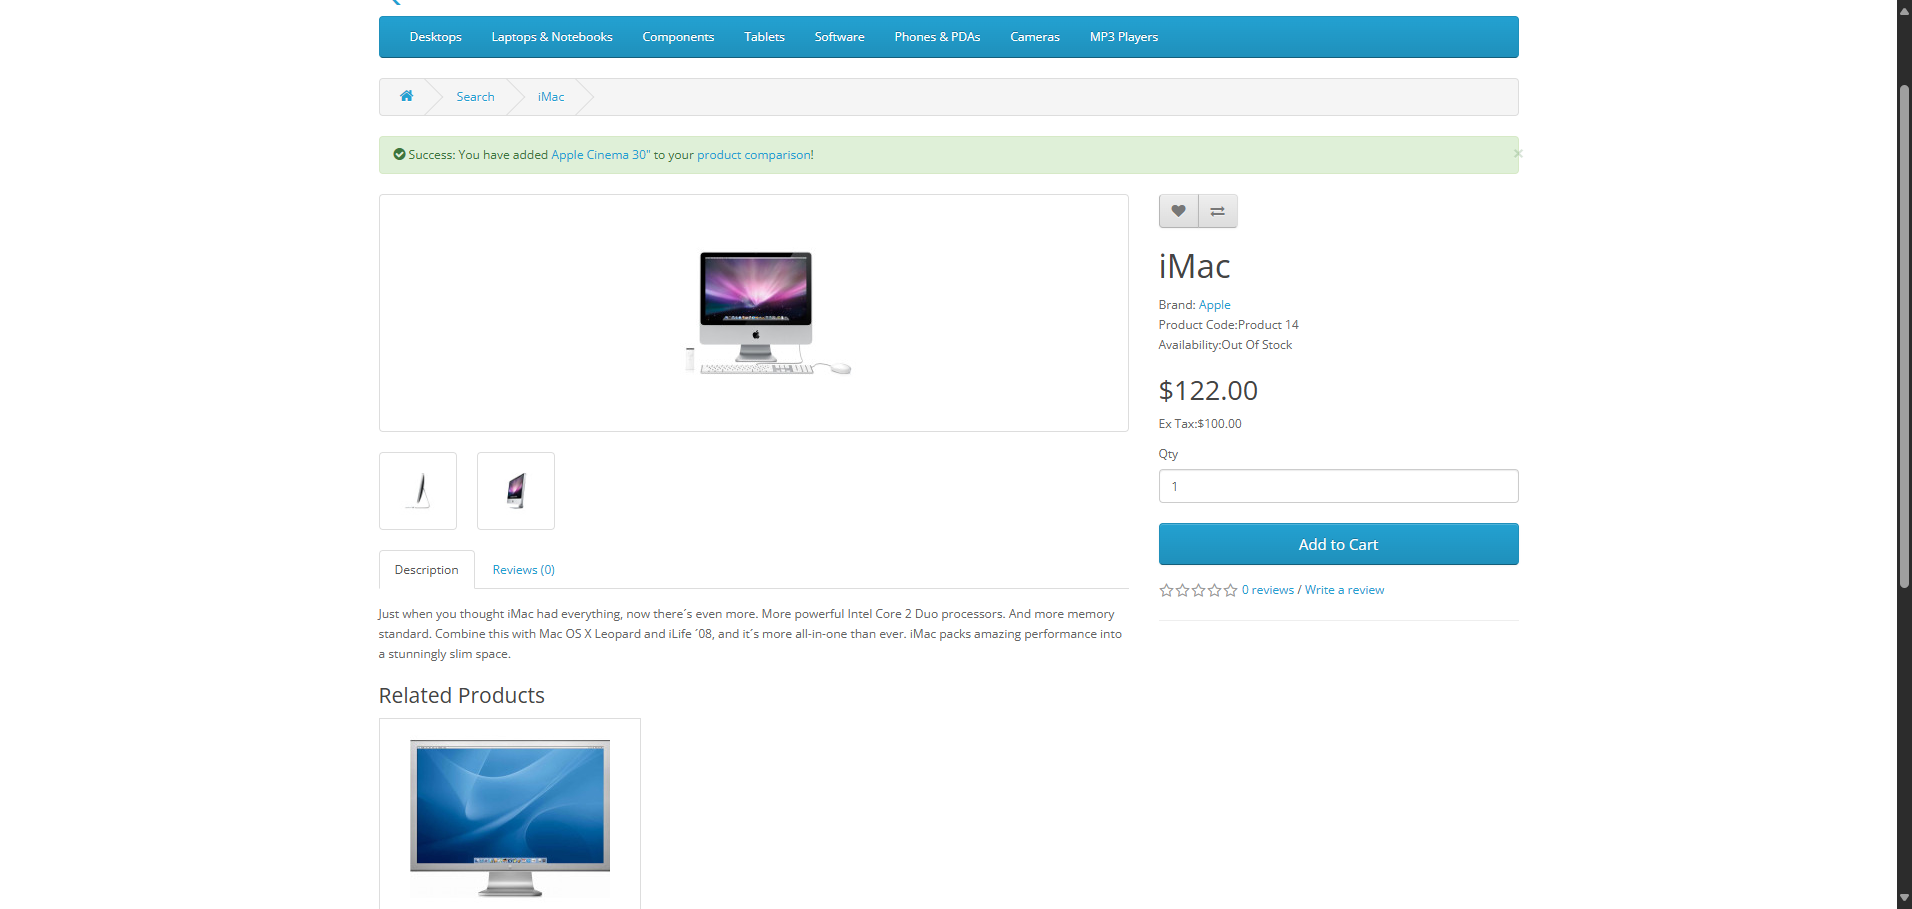 Desktops Laptops & Notebooks Components Tablets Software Phones & PDAs Cameras MP3 Players
Search iMac
Success: You have added Apple Cinema 30" to your product comparison!
×
iMac
Brand: Apple
Product Code:Product 14
Availability:Out Of Stock
$122.00
Ex Tax:$100.00
Qty
1
Add to Cart
0 reviews / Write a review
Description Reviews (0)
Just when you thought iMac had everything, now there´s even more. More powerful Intel Core 2 Duo processors. And more memory
standard. Combine this with Mac OS X Leopard and iLife ´08, and it´s more all-in-one than ever. iMac packs amazing performance into
a stunningly slim space.
Related Products